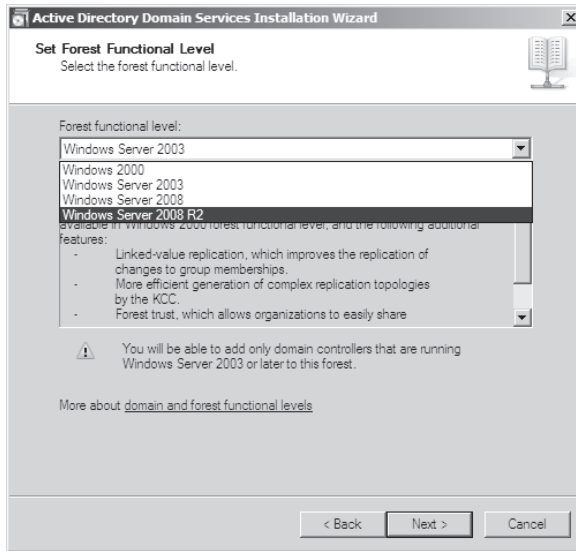 Active Directory Domain Services Installation Wizard
Set Forest Functional Level
Select the forest functional level.
Forest functional level:
Windows Server 2003
Windows 2000
Windows Server 2003
Windows Server 2008
Windows Server 2008 R2
available in Windows 2000 forest functional level, and the following additional
features:
- Linked-value replication, which improves the replication of
changes to group memberships.
- More efficient generation of complex replication topologies
by the KCC.
- Forest trust, which allows organizations to easily share
You will be able to add only domain controllers that are running
Windows Server 2003 or later to this forest.
More about domain and forest functional levels
< Back
Next >
Cancel